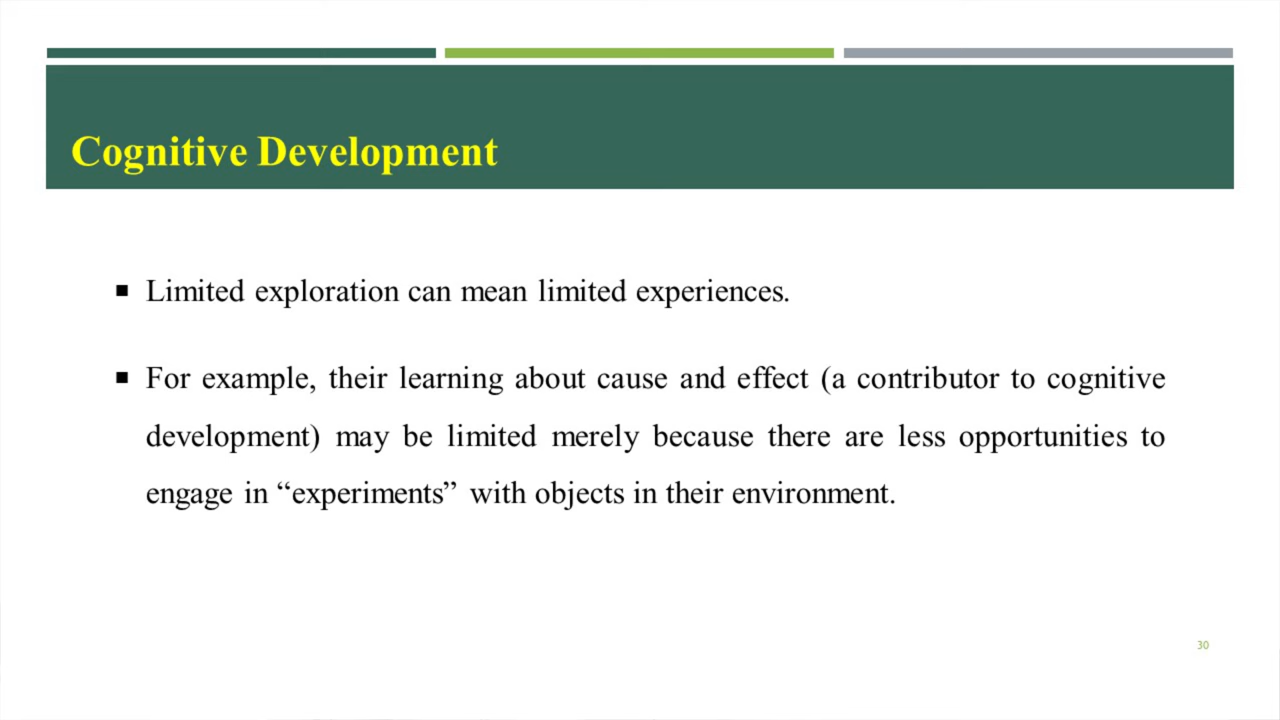 Cognitive Development
▪ Limited exploration can mean limited experiences.
▪ For example, their learning about cause and effect (a contributor to cognitive
development) may be limited merely because there are less opportunities to
engage in “experiments” with objects in their environment.
30